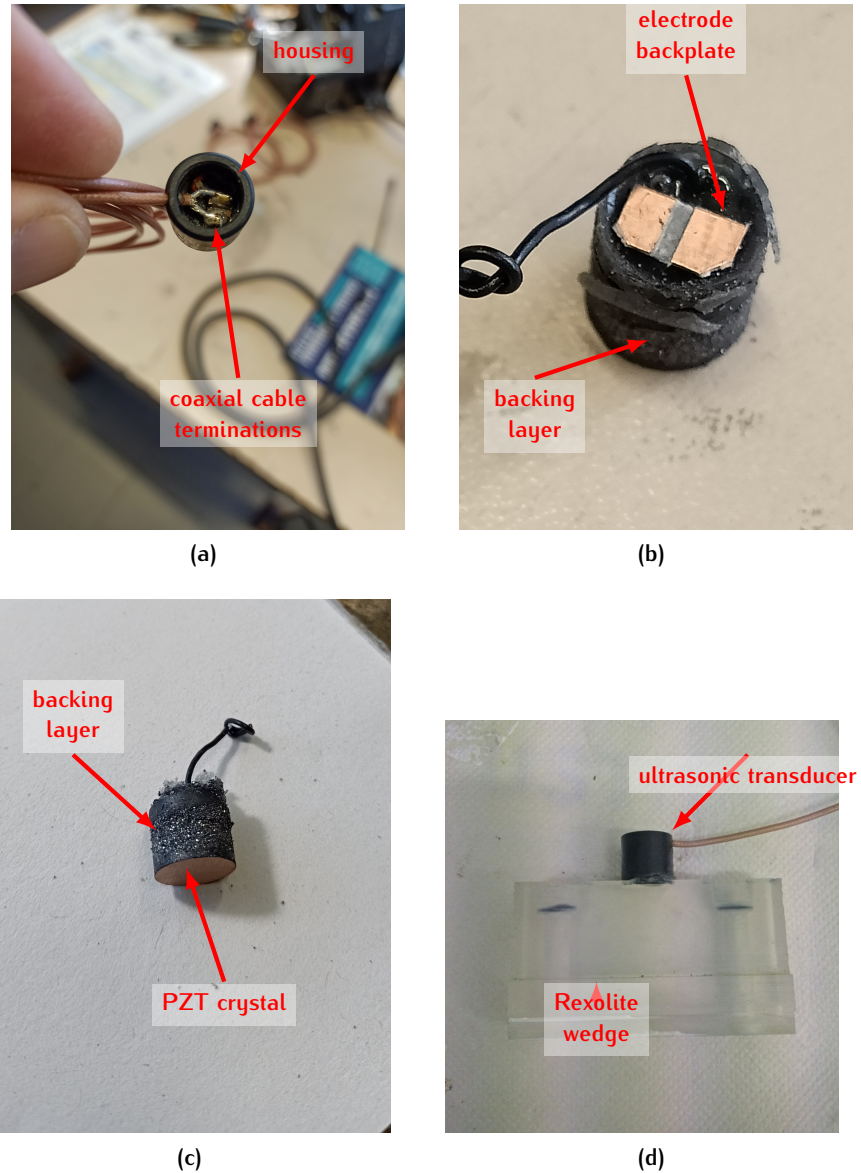 housing
coaxial cable
terminations
(a)
electrode
backplate
backing
layer
(b)
backing
layer
PZT crystal
(c)
ultrasonic transducer
Rexolite
wedge
(d)